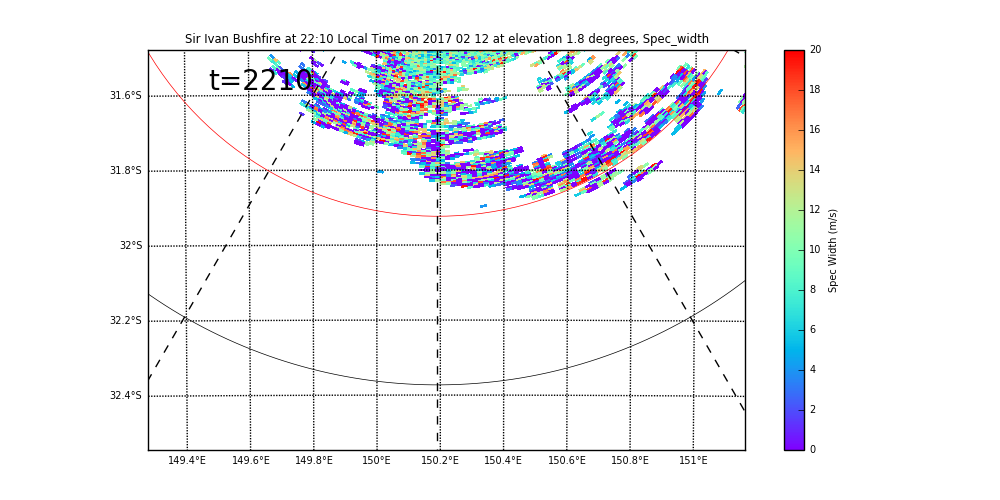 Sir Ivan Bushfire at 22:10 Local Time on 2017 02 12 at elevation 1.8 degrees, Spec_width
t=2210
31.6°S
31.8°S
32°S
32.2°S
32.4°S
149.4°E 149.6°E 149.8°E 150°E 150.2°E 150.4°E 150.6°E 150.8°E 151°E
20
18
16
14
12
10
8
6
4
2
0
Spec Width (m/s)